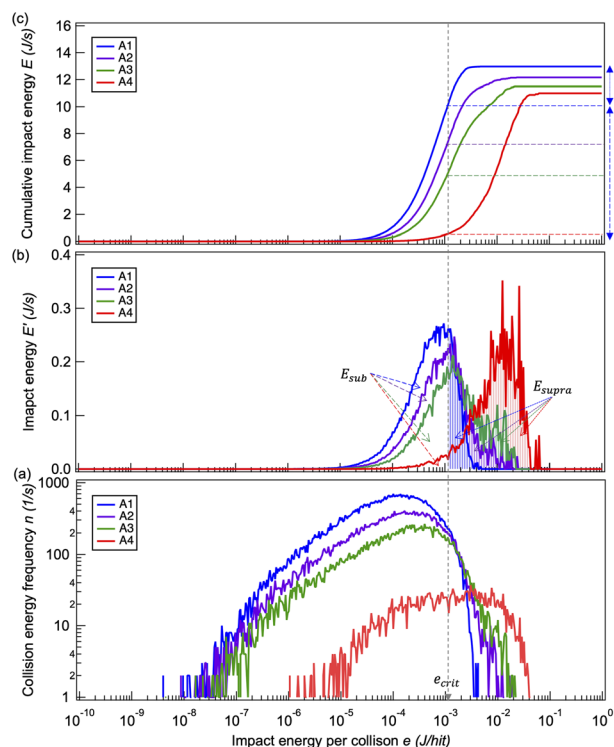 (c)
Cumulative impact energy E (J/s)
16
14
12
10
8
6
4
2
0
A1
A2
A3
A4
(b)
Imapct energy E' (J/s)
0.4
0.3
0.2
0.1
0.0
A1
A2
A3
A4
E_sub
E_supra
(a)
Collision energy frequency n (1/s)
1000
4
2
100
4
2
10
4
2
1
A1
A2
A3
A4
e_crit
10^-10 10^-9 10^-8 10^-7 10^-6 10^-5 10^-4 10^-3 10^-2 10^-1 10^0
Impact energy per collison e (J/hit)